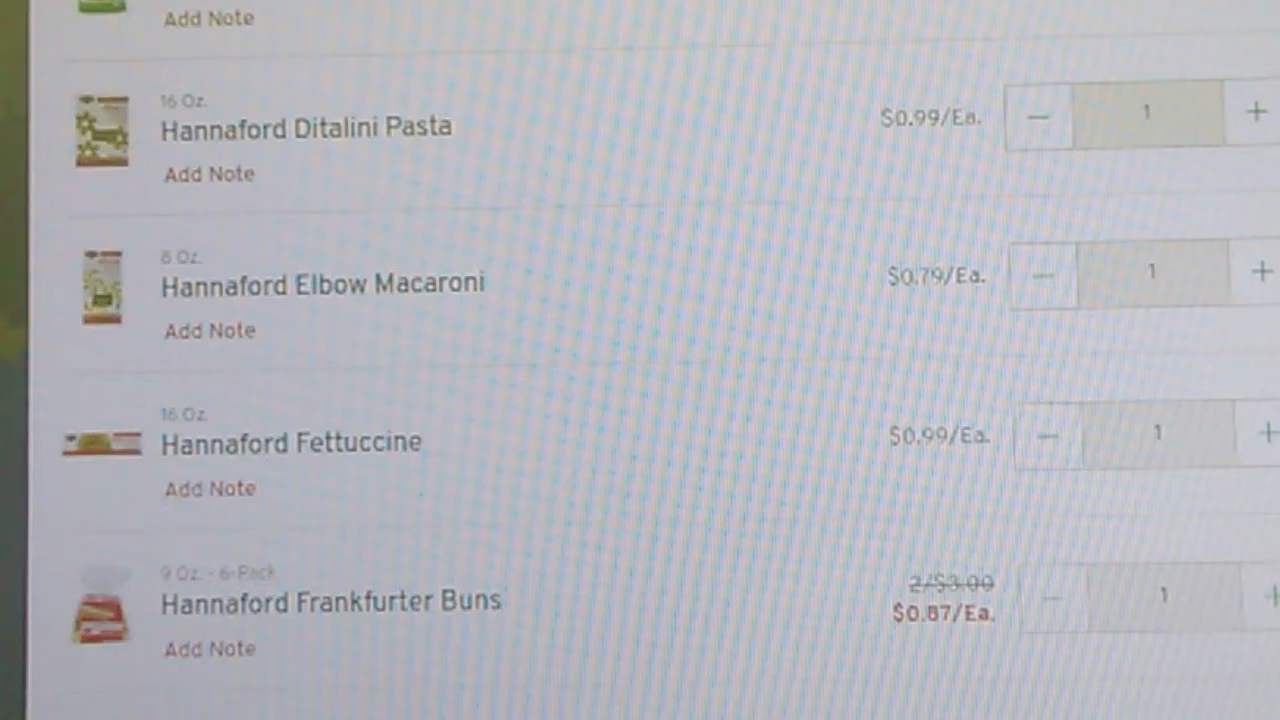 Add Note
16 Oz.
Hannaford Ditalini Pasta
$0.99/Ea.
1
Add Note
8 Oz.
Hannaford Elbow Macaroni
$0.79/Ea.
1
Add Note
16 Oz.
Hannaford Fettuccine
$0.99/Ea.
1
Add Note
9 Oz. - 6-Pack
Hannaford Frankfurter Buns
2/$3.00
$0.87/Ea.
1
Add Note